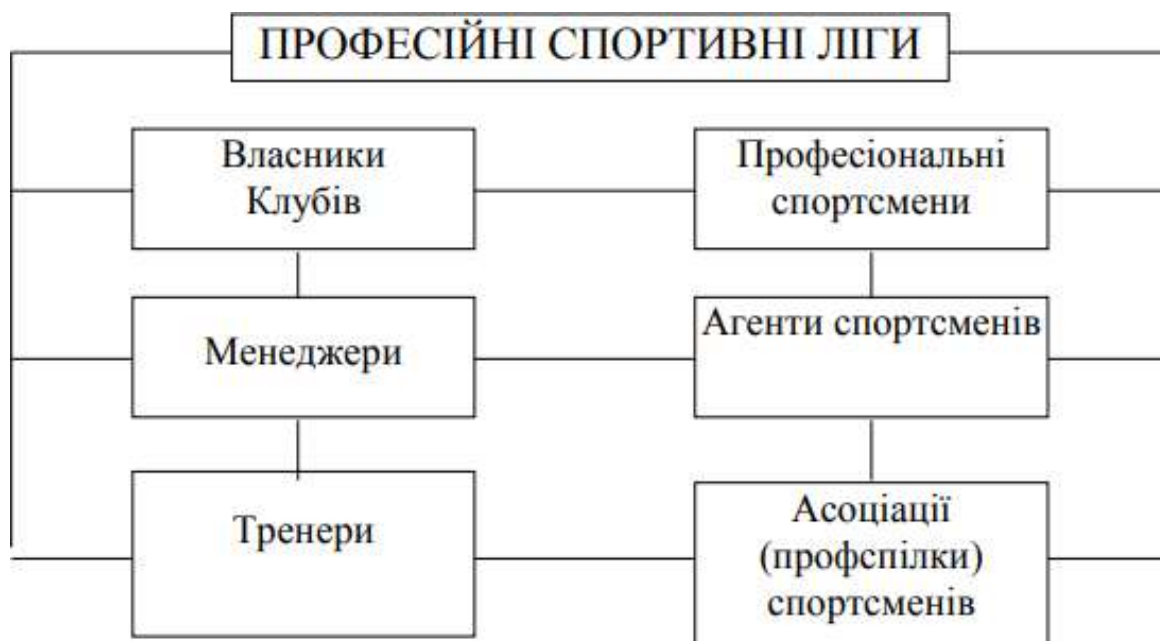 ПРОФЕСІЙНІ СПОРТИВНІ ЛІГИ
Власники
Клубів
Професіональні
спортсмени
Менеджери
Агенти спортсменів
Тренери
Асоціації
(профспілки)
спортсменів